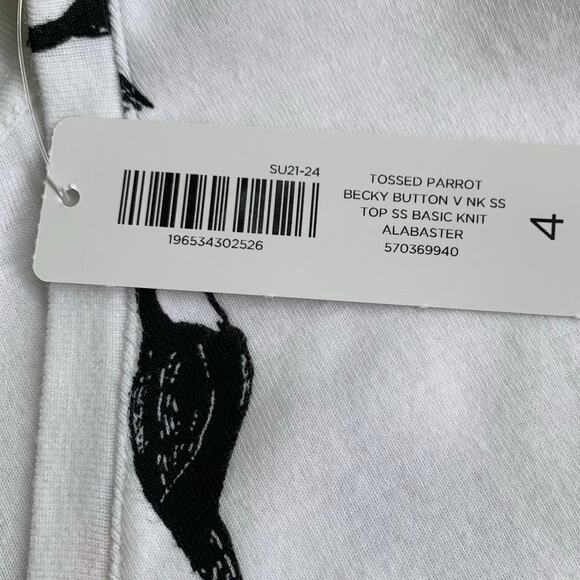 SU21-24
196534302526
TOSSED PARROT
BECKY BUTTON V NK SS
TOP SS BASIC KNIT
ALABASTER
570369940
4